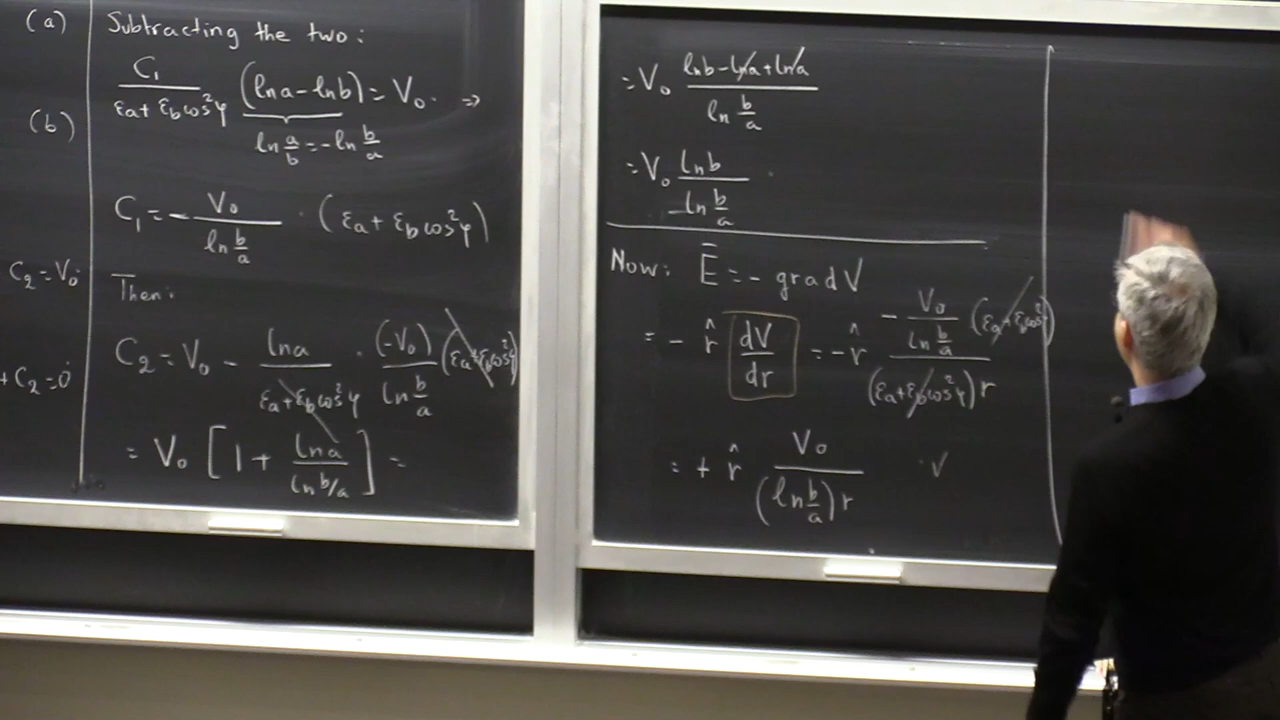 (a)
(b)
C₂ = V₀
+ C₂ = 0
Subtracting the two:
C₁ / (εa + εb cos²φ) (ln a − ln b) = V₀. ⇒
ln a/b = − ln b/a
C₁ = − V₀ / ln b/a · (εa + εb cos²φ)
Then:
C₂ = V₀ − ln a / (εa + εb cos²φ) · (−V₀) / ln b/a (εa + εb cos²φ)
= V₀ [1 + ln a / ln b/a] =
= V₀ (ln b − ln a + ln a) / ln b/a
= V₀ ln b / ln b/a
Now: Ē = − grad V
= − r̂ dV/dr = − r̂ (− V₀ / ln b/a (εa + εb cos²)) / ((εa + εb cos²φ) r)
= + r̂ V₀ / ((ln b/a) r) · V